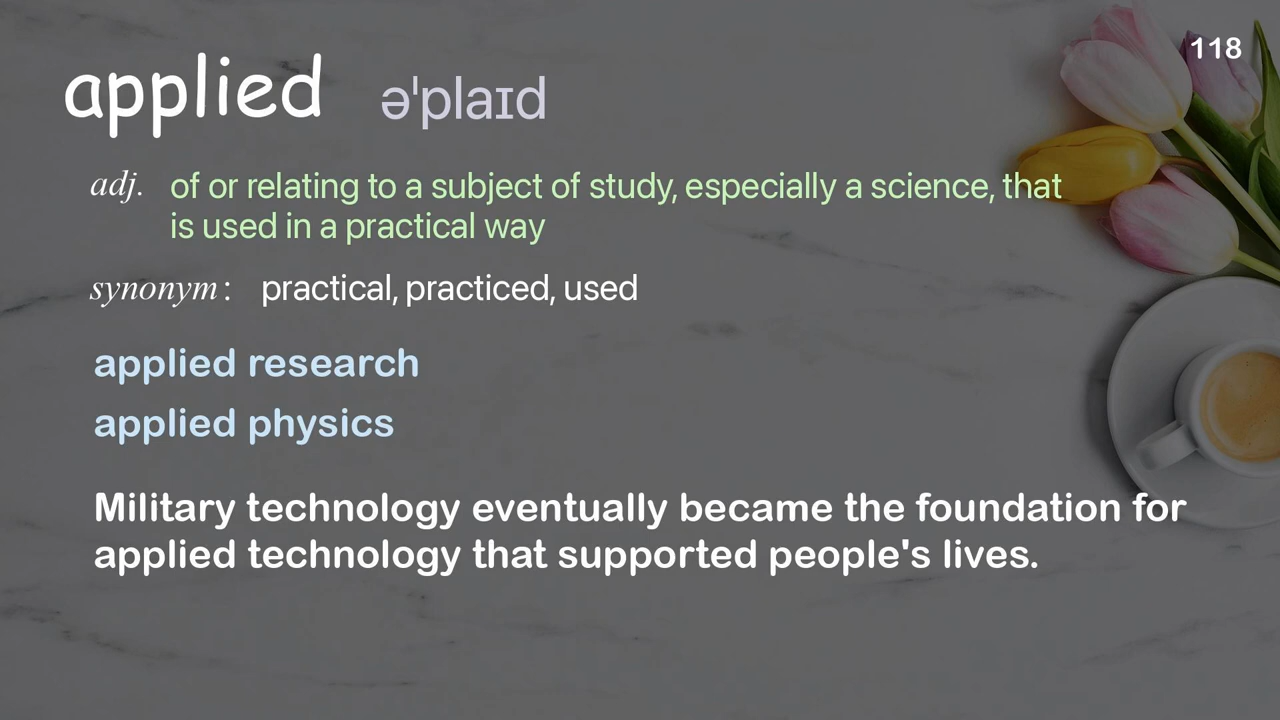 118
applied əˈplaɪd
adj. of or relating to a subject of study, especially a science, that
is used in a practical way
synonym : practical, practiced, used
applied research
applied physics
Military technology eventually became the foundation for
applied technology that supported people's lives.